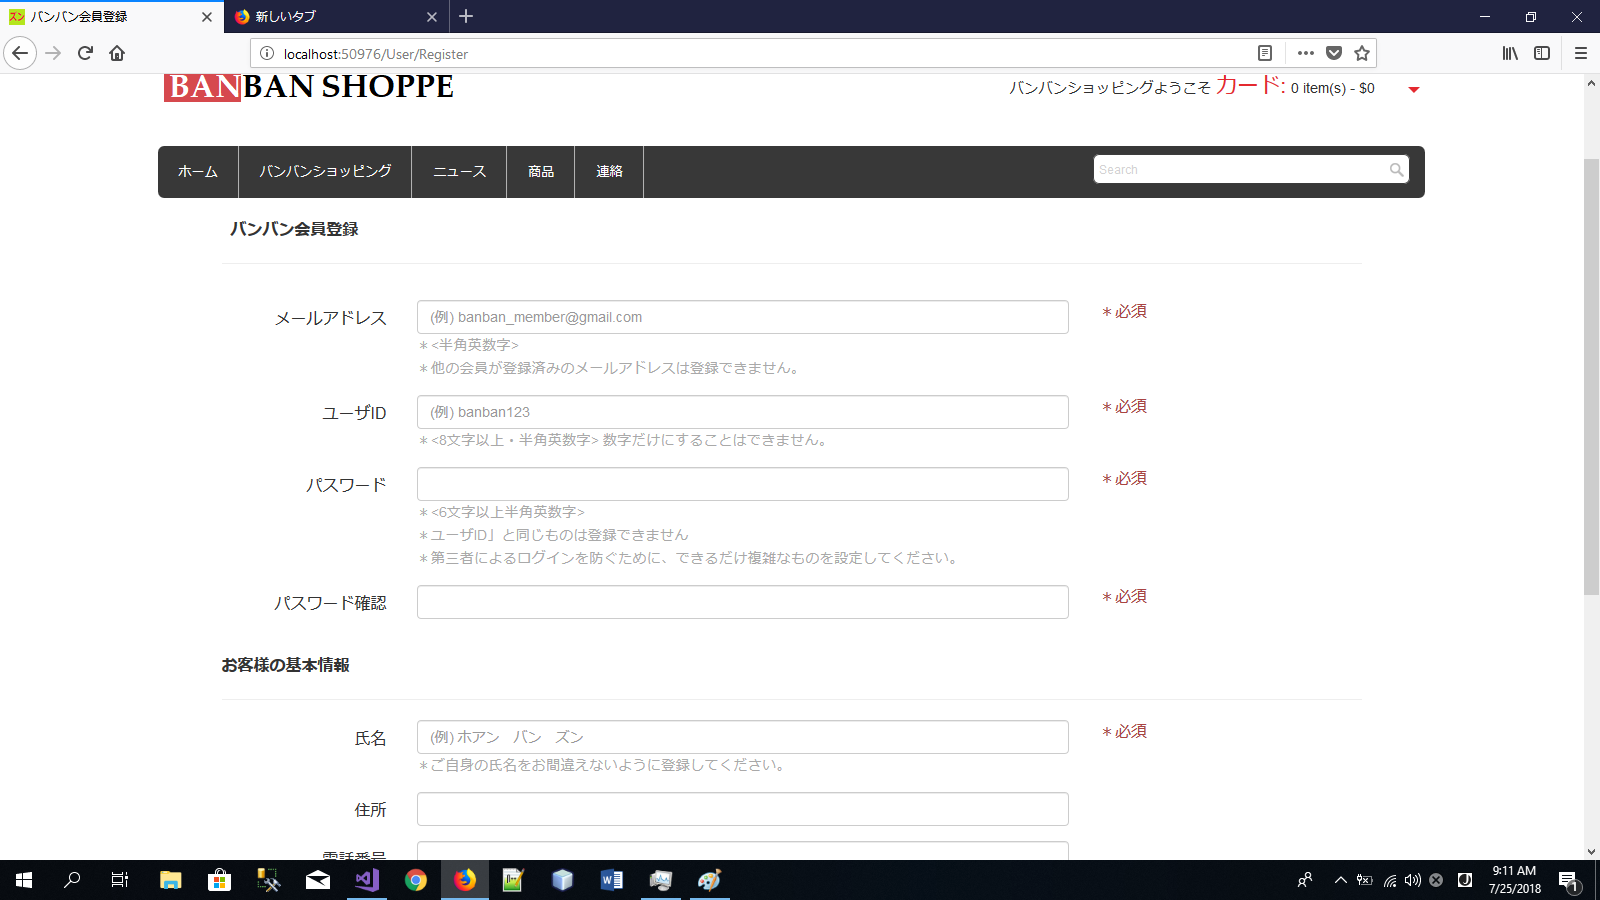 バンバン会員登録
新しいタブ
localhost:50976/User/Register
BANBAN SHOPPE
バンバンショッピングようこそ カード: 0 item(s) - $0
ホーム バンバンショッピング ニュース 商品 連絡 Search
バンバン会員登録
メールアドレス (例) banban_member@gmail.com ＊必須
＊<半角英数字>
＊他の会員が登録済みのメールアドレスは登録できません。
ユーザID (例) banban123 ＊必須
＊<8文字以上・半角英数字> 数字だけにすることはできません。
パスワード ＊必須
＊<6文字以上半角英数字>
＊ユーザID」と同じものは登録できません
＊第三者によるログインを防ぐために、できるだけ複雑なものを設定してください。
パスワード確認 ＊必須
お客様の基本情報
氏名 (例) ホアン　バン　ズン ＊必須
＊ご自身の氏名をお間違えないように登録してください。
住所
電話番号
9:11 AM
7/25/2018
1